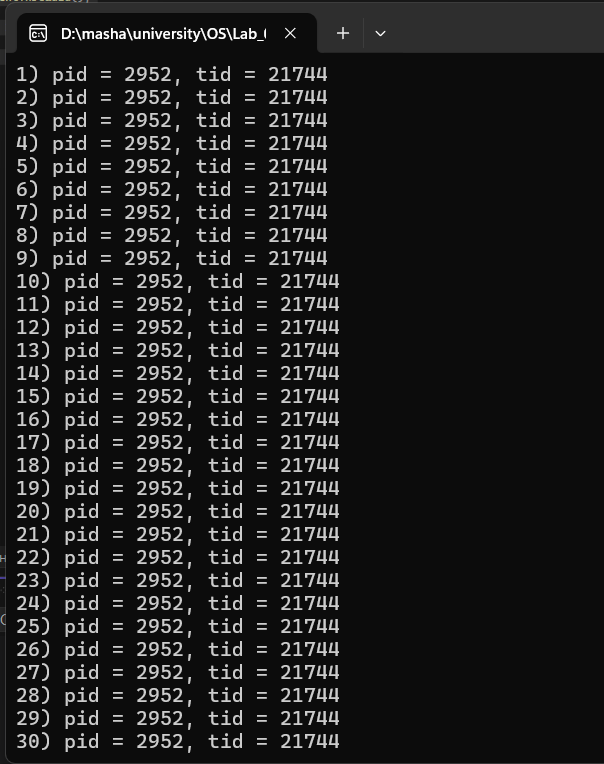 D:\masha\university\OS\Lab_
1) pid = 2952, tid = 21744
2) pid = 2952, tid = 21744
3) pid = 2952, tid = 21744
4) pid = 2952, tid = 21744
5) pid = 2952, tid = 21744
6) pid = 2952, tid = 21744
7) pid = 2952, tid = 21744
8) pid = 2952, tid = 21744
9) pid = 2952, tid = 21744
10) pid = 2952, tid = 21744
11) pid = 2952, tid = 21744
12) pid = 2952, tid = 21744
13) pid = 2952, tid = 21744
14) pid = 2952, tid = 21744
15) pid = 2952, tid = 21744
16) pid = 2952, tid = 21744
17) pid = 2952, tid = 21744
18) pid = 2952, tid = 21744
19) pid = 2952, tid = 21744
20) pid = 2952, tid = 21744
21) pid = 2952, tid = 21744
22) pid = 2952, tid = 21744
23) pid = 2952, tid = 21744
24) pid = 2952, tid = 21744
25) pid = 2952, tid = 21744
26) pid = 2952, tid = 21744
27) pid = 2952, tid = 21744
28) pid = 2952, tid = 21744
29) pid = 2952, tid = 21744
30) pid = 2952, tid = 21744